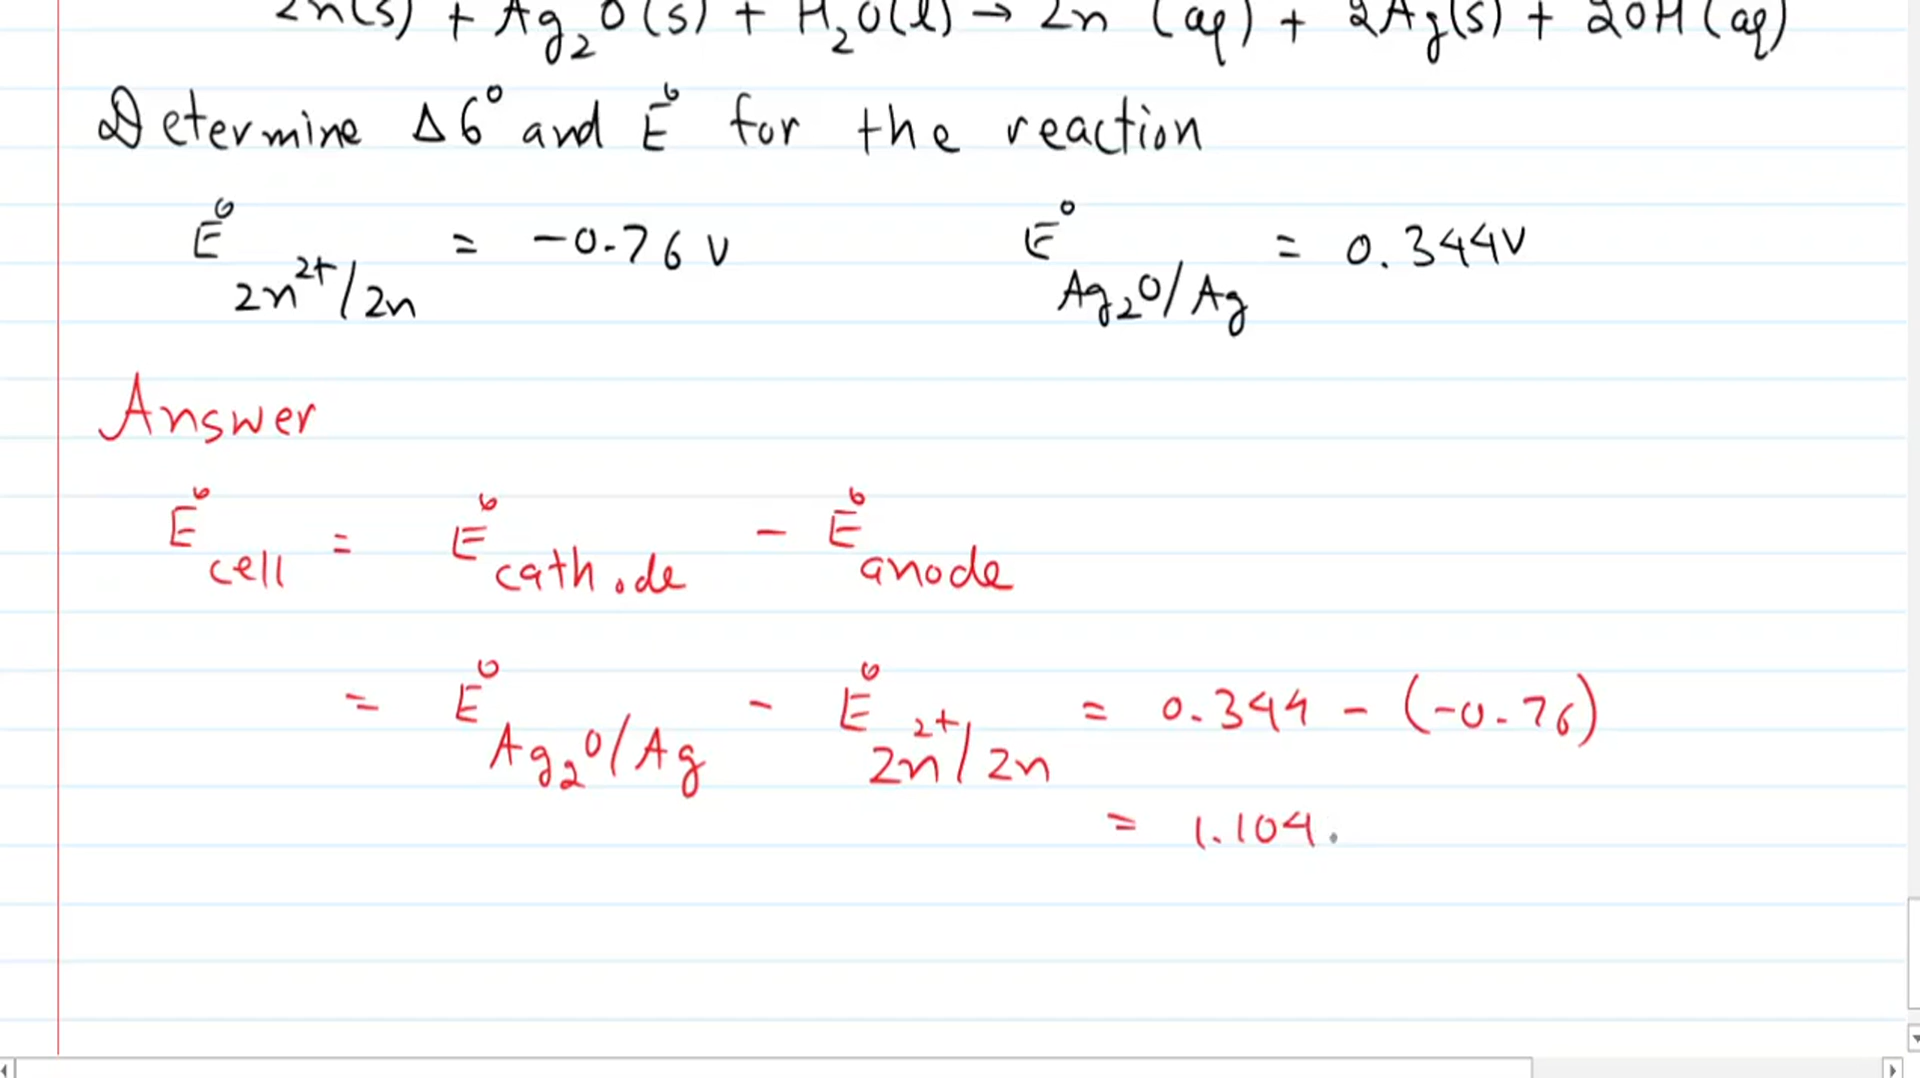 Zn(s) + Ag₂O(s) + H₂O(l) → Zn (aq) + 2Ag(s) + 2OH (aq)
Determine ΔG° and E° for the reaction
E°Zn²⁺/Zn = -0.76 V E°Ag₂O/Ag = 0.344V
Answer
E°cell = E°cathode - E°anode
= E°Ag₂O/Ag - E°Zn²⁺/Zn = 0.344 - (-0.76)
= 1.104